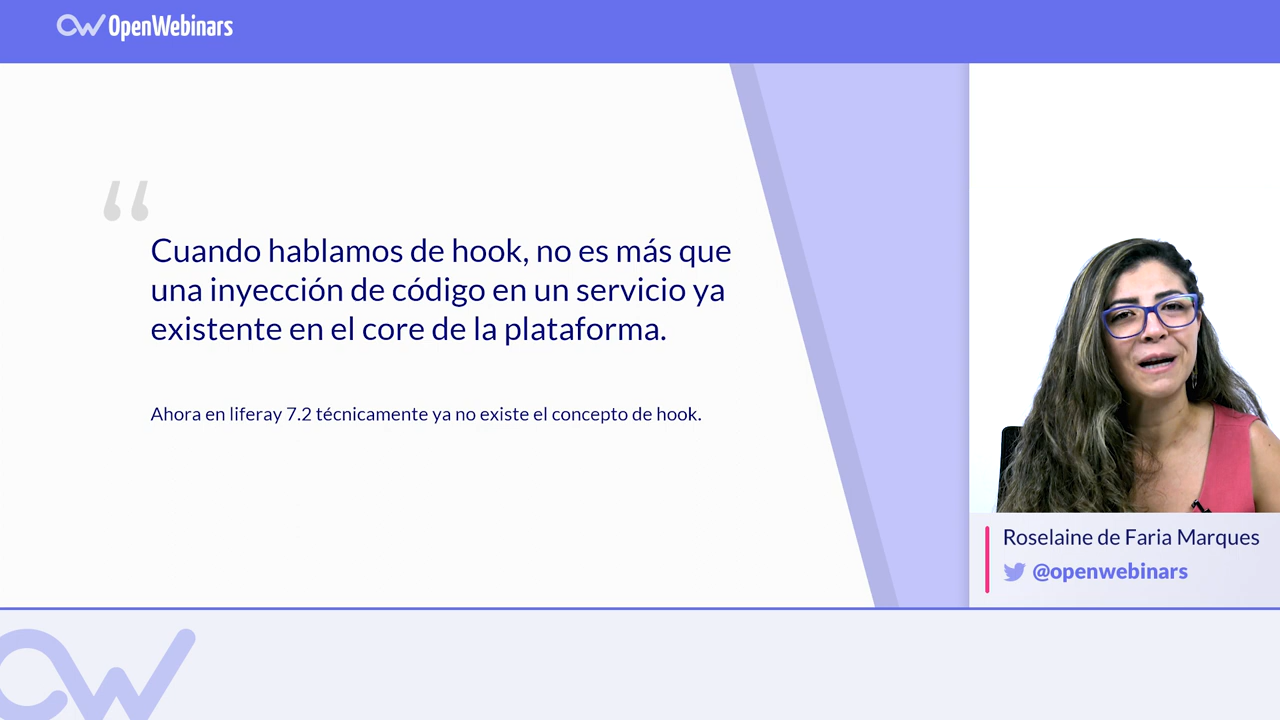 OpenWebinars
“
Cuando hablamos de hook, no es más que
una inyección de código en un servicio ya
existente en el core de la plataforma.
Ahora en liferay 7.2 técnicamente ya no existe el concepto de hook.
Roselaine de Faria Marques
@openwebinars